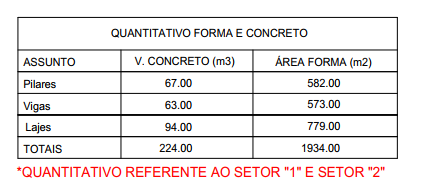 QUANTITATIVO FORMA E CONCRETO
ASSUNTO V. CONCRETO (m3) ÁREA FORMA (m2)
Pilares 67.00 582.00
Vigas 63.00 573.00
Lajes 94.00 779.00
TOTAIS 224.00 1934.00
*QUANTITATIVO REFERENTE AO SETOR "1" E SETOR "2"